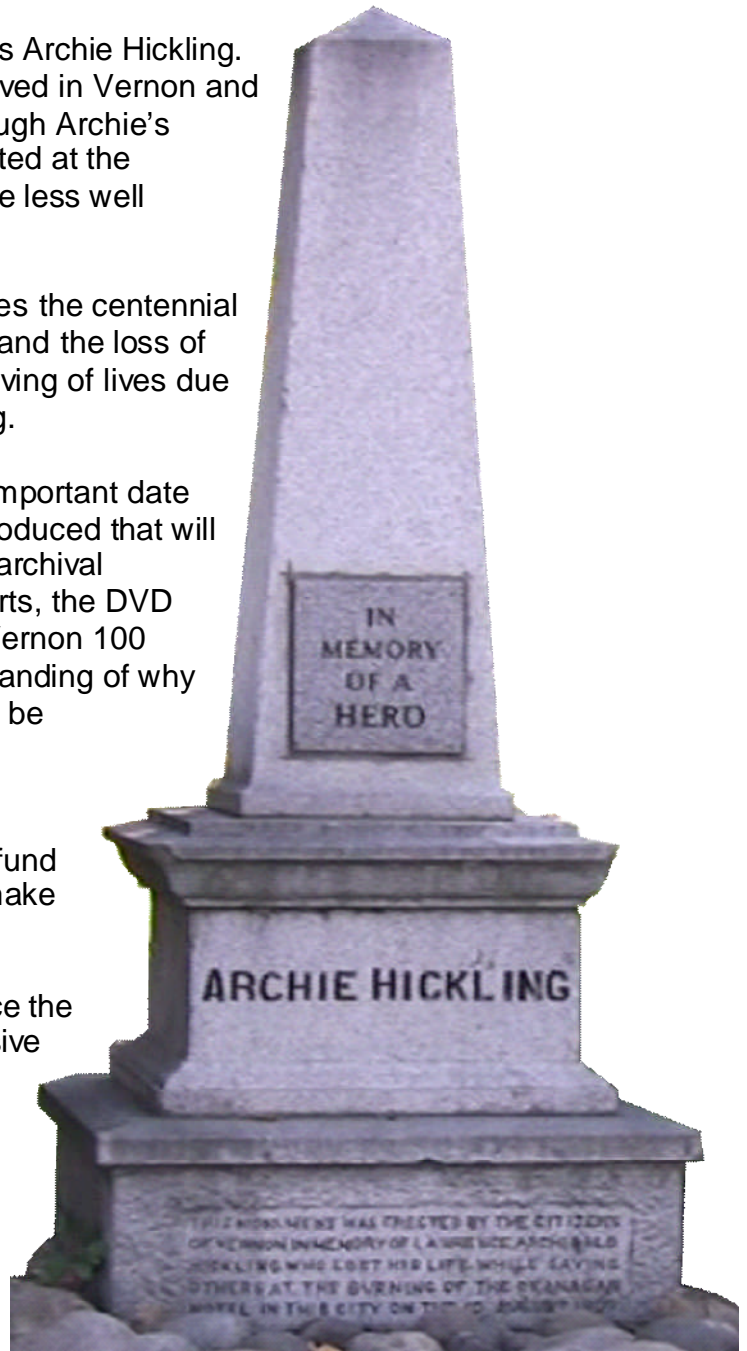 s Archie Hickling.
ved in Vernon and
ugh Archie's
ted at the
e less well
es the centennial
and the loss of
ving of lives due
g.
mportant date
oduced that will
archival
rts, the DVD
ernon 100
anding of why
be
fund
nake
ce the
sive
IN
MEMORY
OF A
HERO
ARCHIE HICKLING
THIS MONUMENT WAS ERECTED BY THE CITIZENS
OF VERNON IN MEMORY OF LAWRENCE ARCHIBALD
HICKLING WHO LOST HIS LIFE WHILE SAVING
OTHERS AT THE BURNING OF THE OKANAGAN
HOTEL IN THIS CITY ON AUGUST